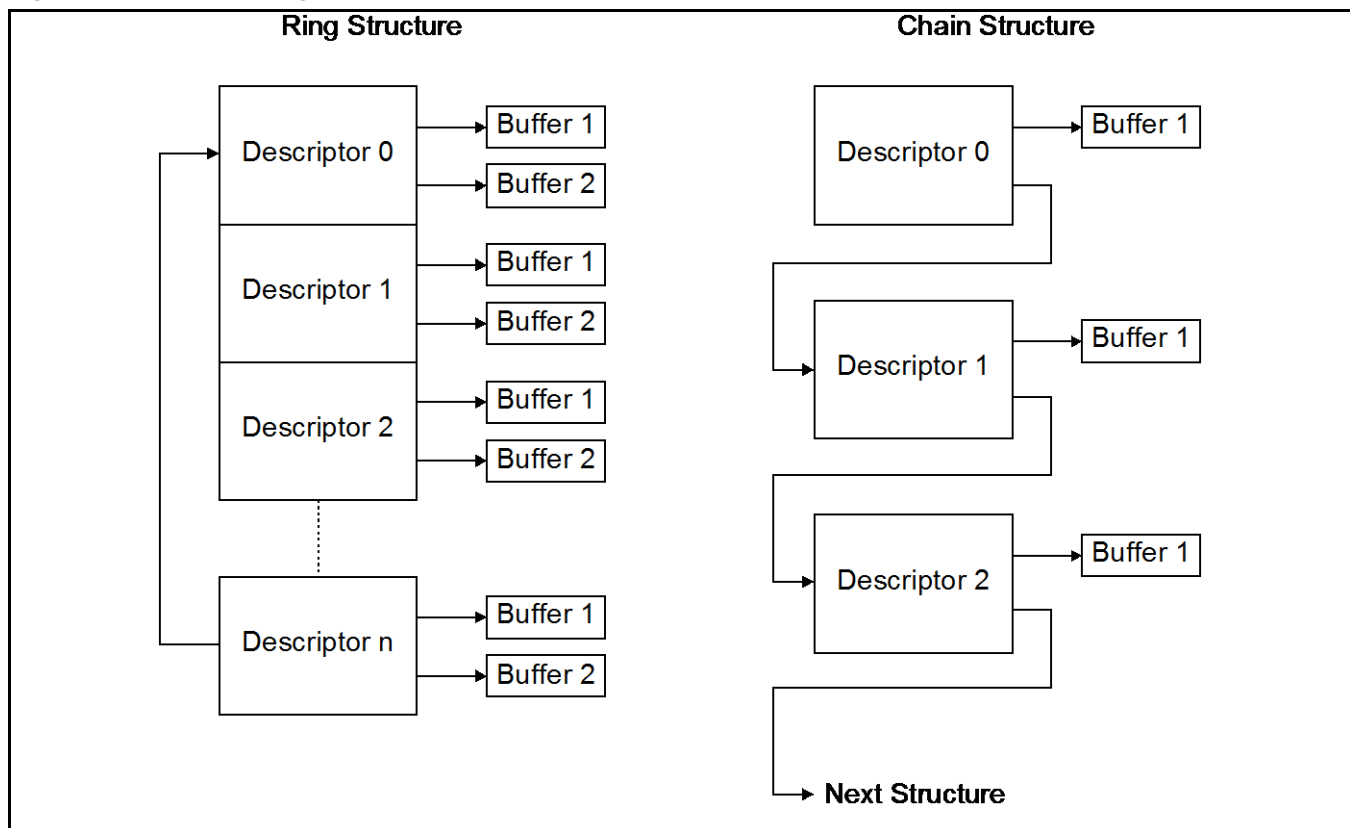 Ring Structure
Descriptor 0
Buffer 1
Buffer 2
Descriptor 1
Buffer 1
Buffer 2
Descriptor 2
Buffer 1
Buffer 2
Descriptor n
Buffer 1
Buffer 2
Chain Structure
Descriptor 0
Buffer 1
Descriptor 1
Buffer 1
Descriptor 2
Buffer 1
Next Structure